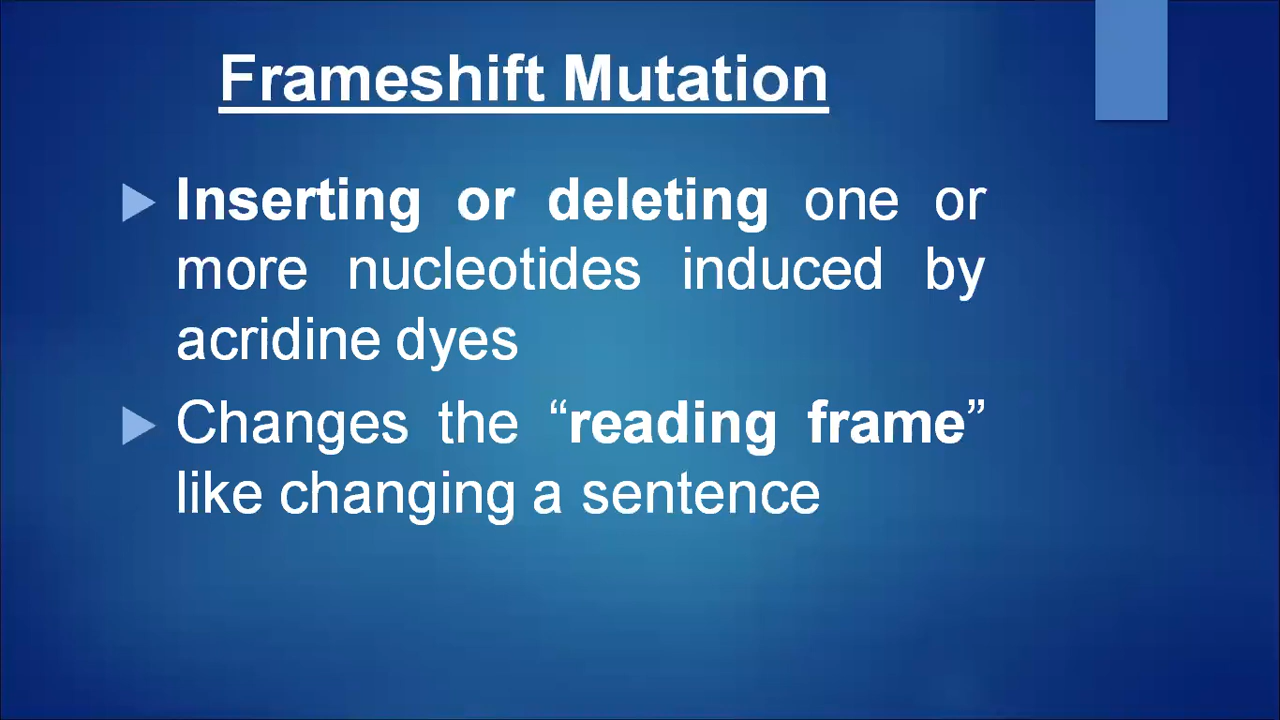 Frameshift Mutation
Inserting or deleting one or
more nucleotides induced by
acridine dyes
Changes the “reading frame”
like changing a sentence